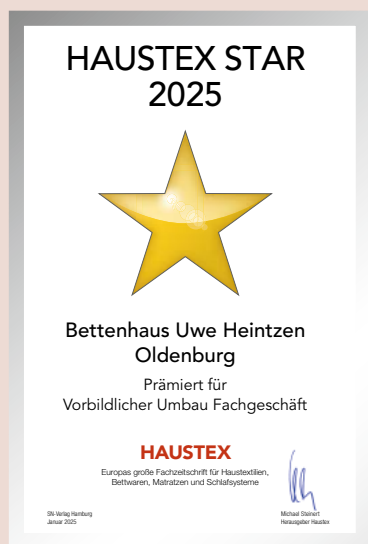 HAUSTEX STAR
2025
Bettenhaus Uwe Heintzen
Oldenburg
Prämiert für
Vorbildlicher Umbau Fachgeschäft
HAUSTEX
Europas große Fachzeitschrift für Haustextilien,
Bettwaren, Matratzen und Schlafsysteme
SN-Verlag Hamburg
Januar 2025
Michael Steinert
Herausgeber Haustex